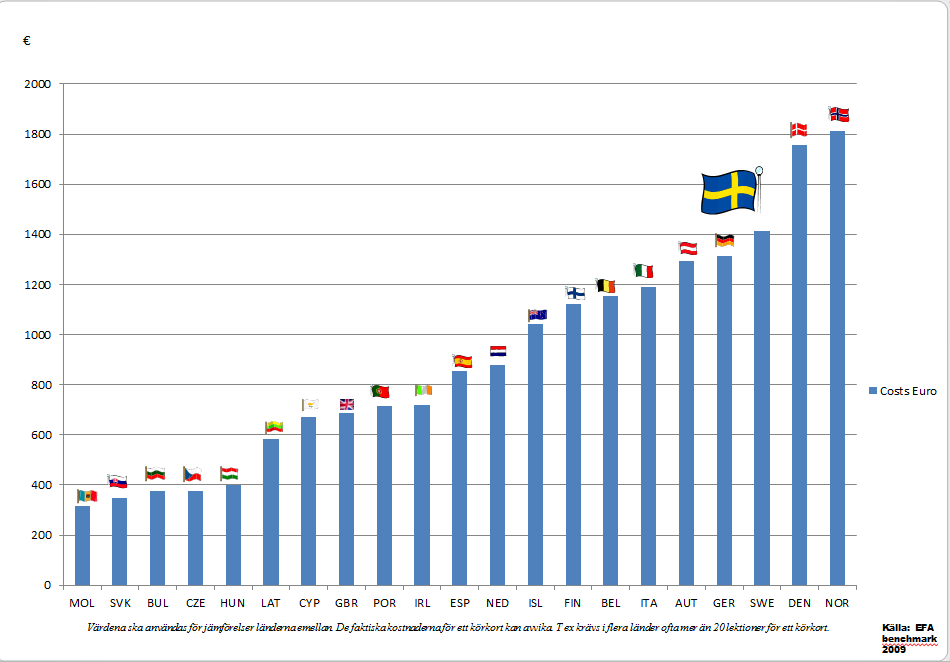 €
2000
1800
1600
1400
1200
1000
800
600
400
200
0
MOL SVK BUL CZE HUN LAT CYP GBR POR IRL ESP NED ISL FIN BEL ITA AUT GER SWE DEN NOR
Costs Euro
Värdena ska användas för jämförelser länderna emellan. De faktiska kostnaderna för ett körkort kan avvika. T ex krävs i flera länder ofta mer än 20 lektioner för ett körkort.
Källa: EFA
benchmark
2009